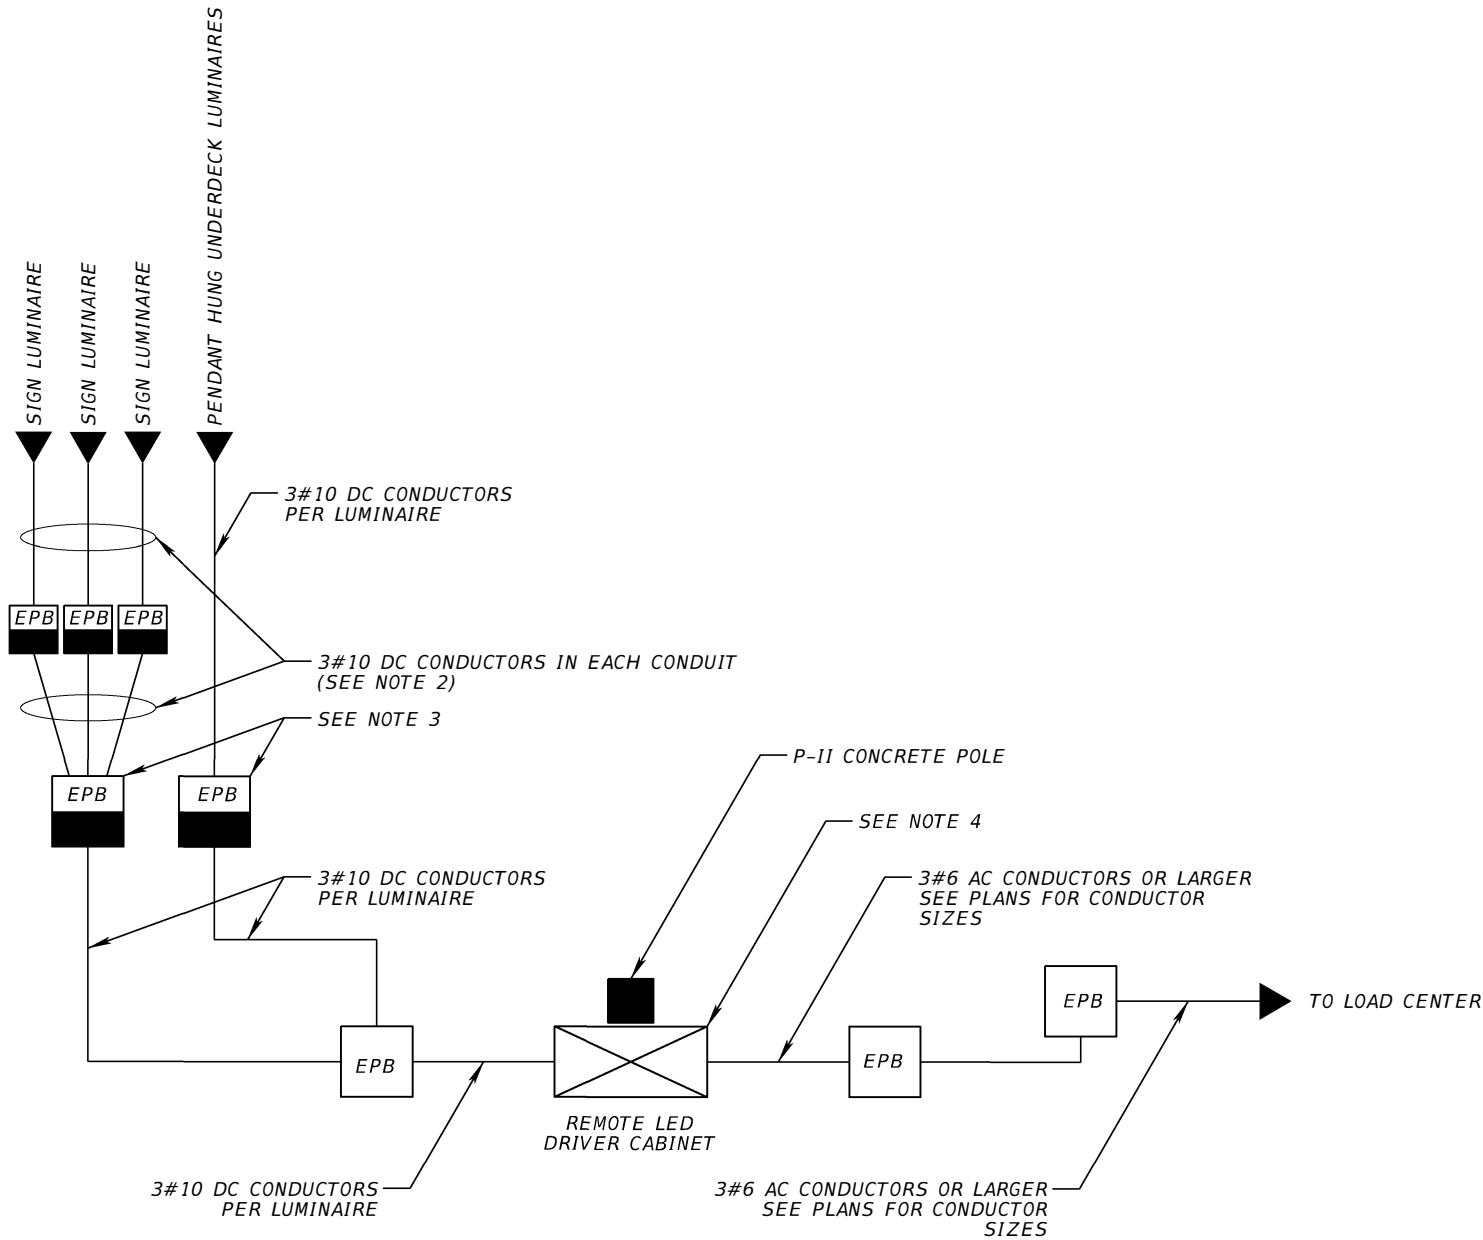 SIGN LUMINAIRE
SIGN LUMINAIRE
SIGN LUMINAIRE
PENDANT HUNG UNDERDECK LUMINAIRES
3#10 DC CONDUCTORS
PER LUMINAIRE
EPB
EPB
EPB
3#10 DC CONDUCTORS IN EACH CONDUIT
(SEE NOTE 2)
SEE NOTE 3
EPB
EPB
P-II CONCRETE POLE
SEE NOTE 4
3#10 DC CONDUCTORS
PER LUMINAIRE
3#6 AC CONDUCTORS OR LARGER
SEE PLANS FOR CONDUCTOR
SIZES
EPB
TO LOAD CENTER
EPB
EPB
REMOTE LED
DRIVER CABINET
3#10 DC CONDUCTORS
PER LUMINAIRE
3#6 AC CONDUCTORS OR LARGER
SEE PLANS FOR CONDUCTOR
SIZES